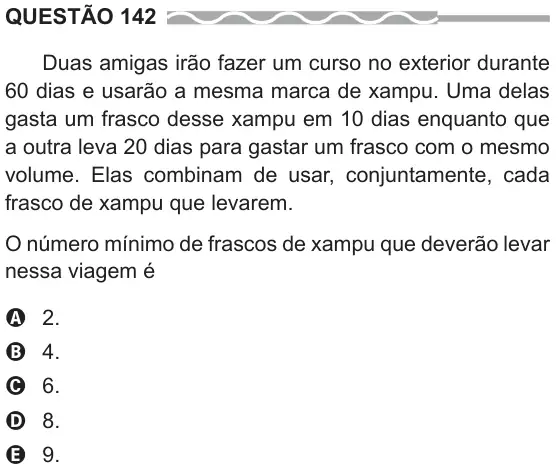 QUESTÃO 142
Duas amigas irão fazer um curso no exterior durante
60 dias e usarão a mesma marca de xampu. Uma delas
gasta um frasco desse xampu em 10 dias enquanto que
a outra leva 20 dias para gastar um frasco com o mesmo
volume. Elas combinam de usar, conjuntamente, cada
frasco de xampu que levarem.
O número mínimo de frascos de xampu que deverão levar
nessa viagem é
A 2.
B 4.
C 6.
D 8.
E 9.